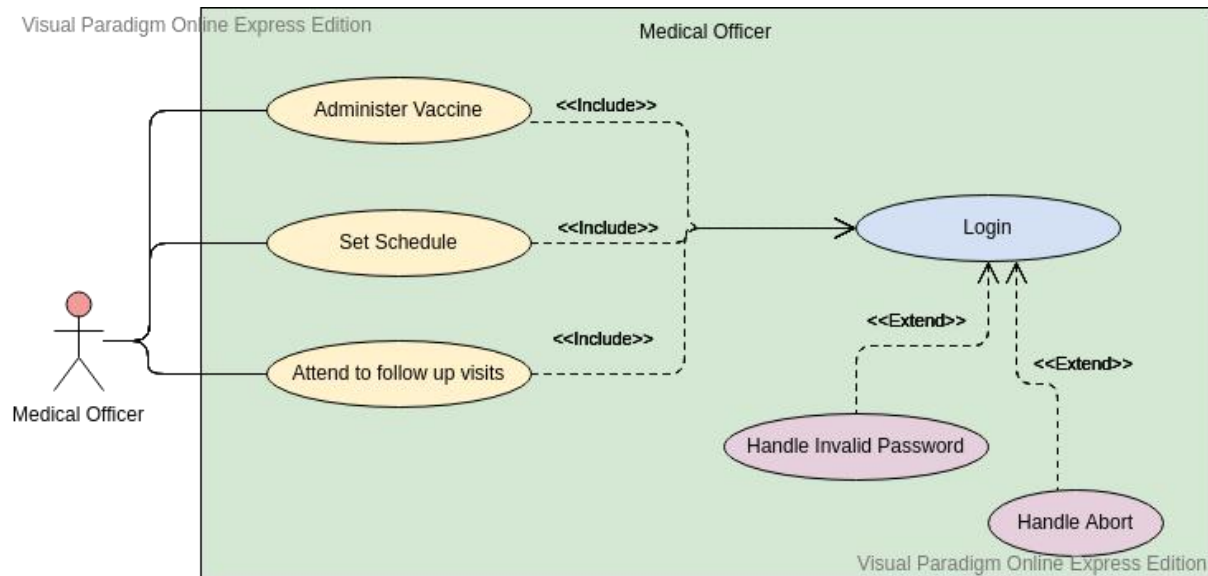 Visual Paradigm Online Express Edition
Medical Officer
Administer Vaccine
<<Include>>
Set Schedule
<<Include>>
Login
<<Extend>>
<<Include>>
<<Extend>>
Attend to follow up visits
Medical Officer
Handle Invalid Password
Handle Abort
Visual Paradigm Online Express Edition